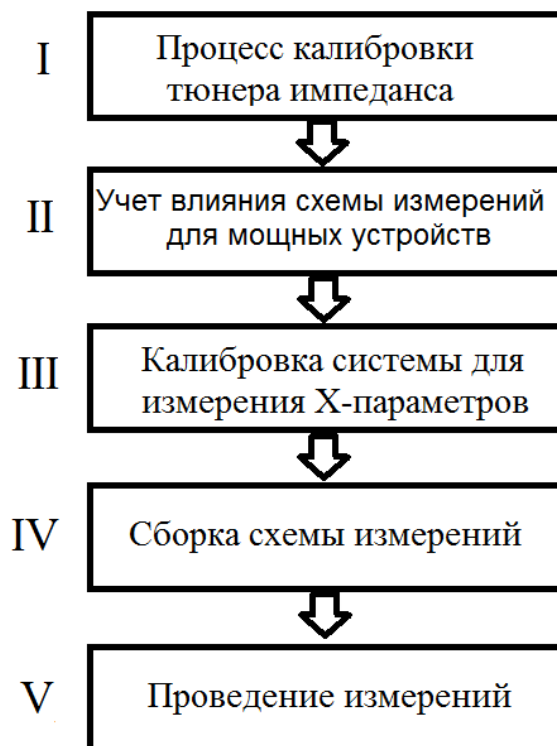 I
Процесс калибровки
тюнера импеданса
II
Учет влияния схемы измерений
для мощных устройств
III
Калибровка системы для
измерения X-параметров
IV
Сборка схемы измерений
V
Проведение измерений